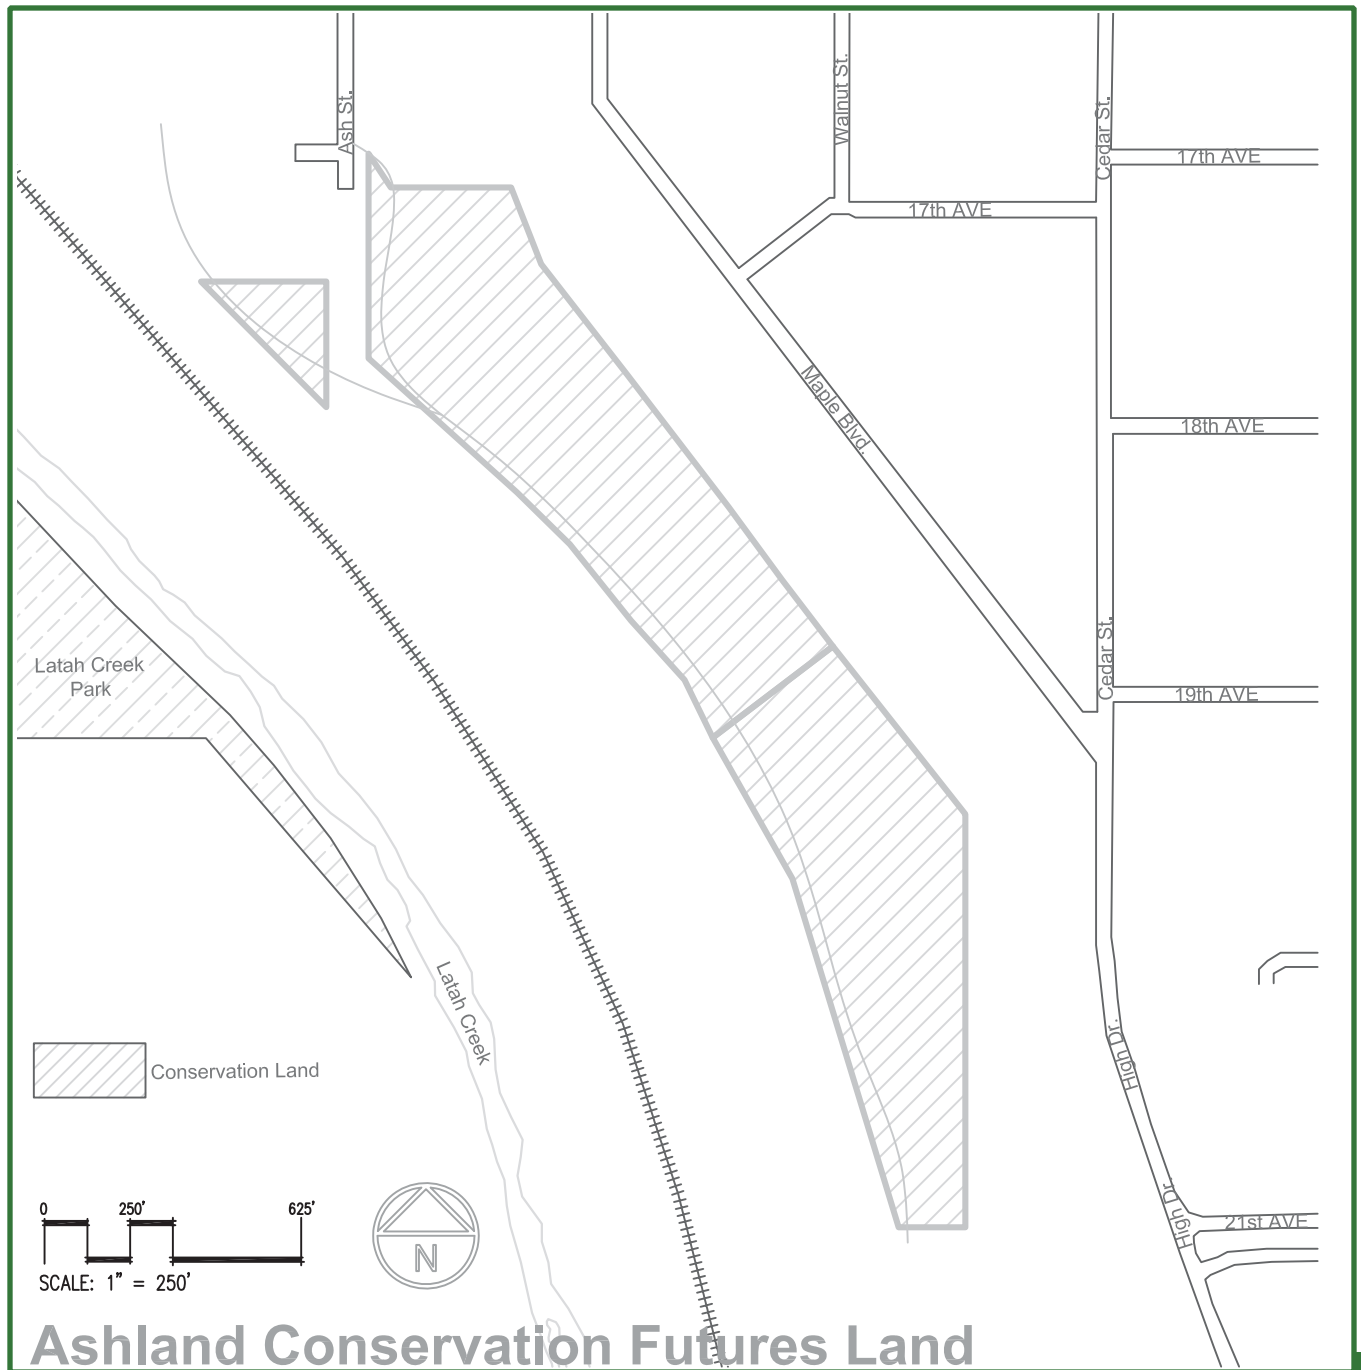 Ash St.
Walnut St.
Cedar St.
17th AVE
17th AVE
Maple Blvd.
18th AVE
Cedar St.
19th AVE
Latah Creek
Park
Latah Creek
High Dr.
Conservation Land
High Dr.
21st AVE
0 250' 625'
SCALE: 1" = 250'
N
Ashland Conservation Futures Land